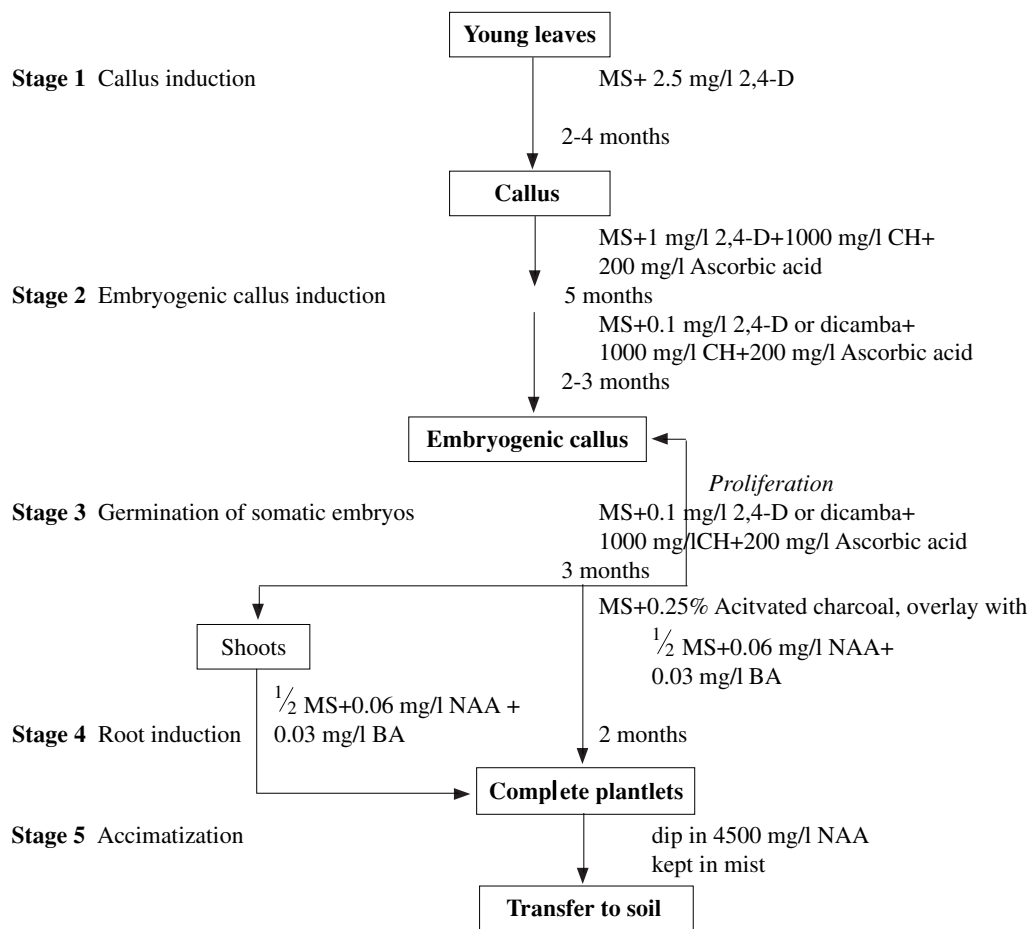 Young leaves
Stage 1 Callus induction
MS+ 2.5 mg/l 2,4-D
2-4 months
Callus
MS+1 mg/l 2,4-D+1000 mg/l CH+
200 mg/l Ascorbic acid
Stage 2 Embryogenic callus induction
5 months
MS+0.1 mg/l 2,4-D or dicamba+
1000 mg/l CH+200 mg/l Ascorbic acid
2-3 months
Embryogenic callus
Proliferation
Stage 3 Germination of somatic embryos
MS+0.1 mg/l 2,4-D or dicamba+
1000 mg/lCH+200 mg/l Ascorbic acid
3 months
MS+0.25% Acitvated charcoal, overlay with
½ MS+0.06 mg/l NAA+
0.03 mg/l BA
Shoots
½ MS+0.06 mg/l NAA +
0.03 mg/l BA
Stage 4 Root induction
2 months
Complete plantlets
Stage 5 Accimatization
dip in 4500 mg/l NAA
kept in mist
Transfer to soil